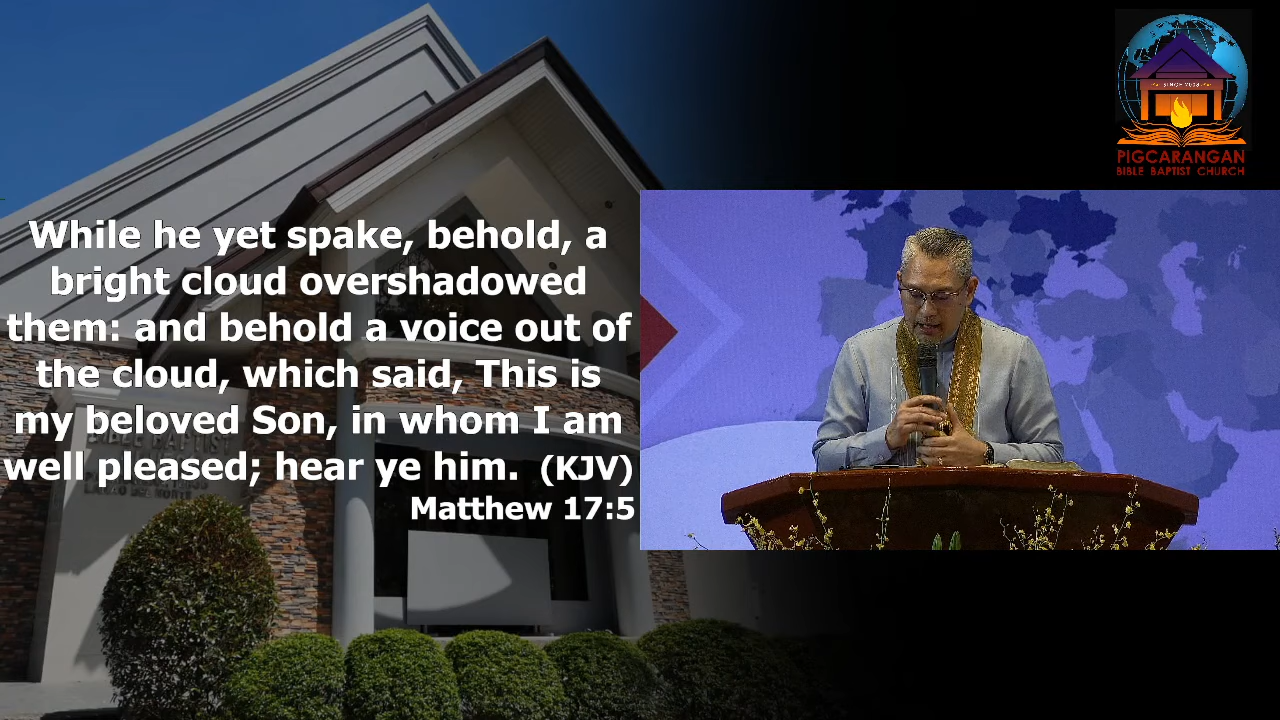 While he yet spake, behold, a
bright cloud overshadowed
them: and behold a voice out of
the cloud, which said, This is
my beloved Son, in whom I am
well pleased; hear ye him.  (KJV)
Matthew 17:5
PIGCARANGAN
BIBLE BAPTIST CHURCH
BIBLE BAPTIST